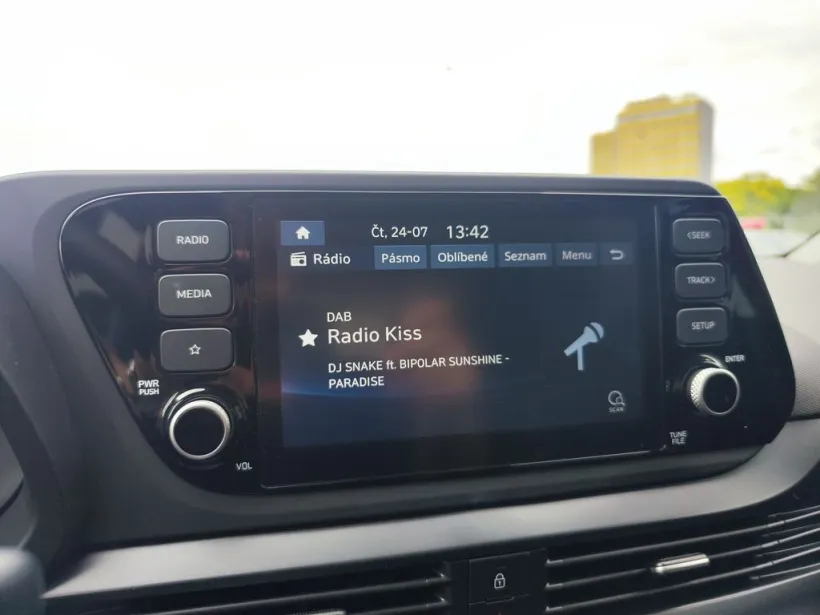 RADIO
MEDIA
PWR
PUSH
VOL
Čt, 24-07 13:42
Rádio Pásmo Oblíbené Seznam Menu
DAB
Radio Kiss
DJ SNAKE ft. BIPOLAR SUNSHINE -
PARADISE
SCAN
<SEEK
TRACK>
SETUP
ENTER
TUNE
FILE